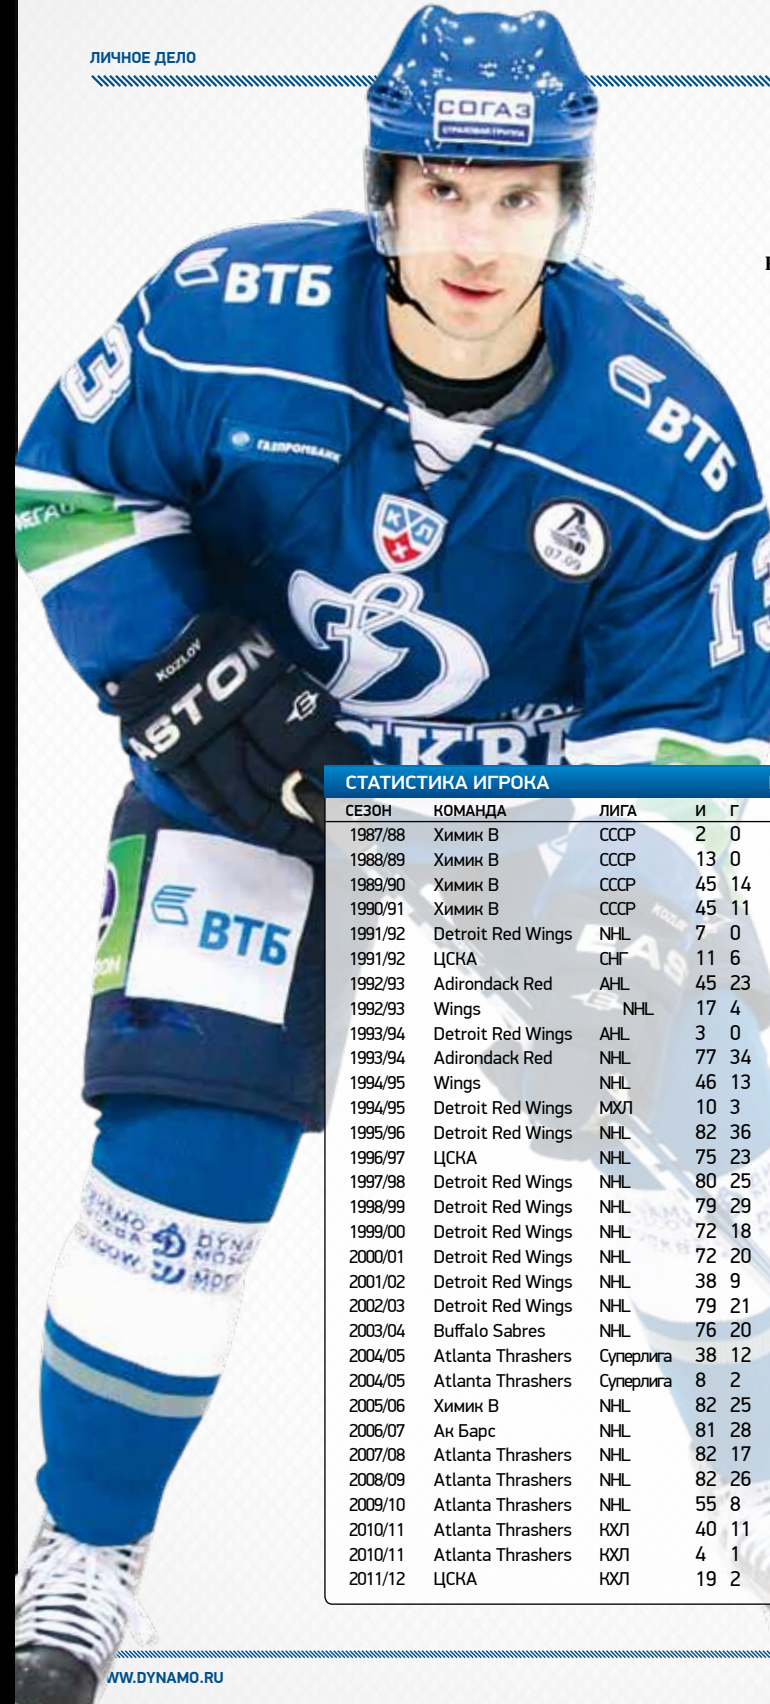 ЛИЧНОЕ ДЕЛО
СОГАЗ
СТРАХОВАЯ ГРУППА
ВТБ
ВТБ
13
ГАЗПРОМБАНК
КХЛ
07.09
13
KOZLOV
EASTON
ВТБ
СТАТИСТИКА ИГРОКА
СЕЗОН КОМАНДА ЛИГА И Г
1987/88 Химик В СССР 2 0
1988/89 Химик В СССР 13 0
1989/90 Химик В СССР 45 14
1990/91 Химик В СССР 45 11
1991/92 Detroit Red Wings NHL 7 0
1991/92 ЦСКА СНГ 11 6
1992/93 Adirondack Red AHL 45 23
1992/93 Wings NHL 17 4
1993/94 Detroit Red Wings AHL 3 0
1993/94 Adirondack Red NHL 77 34
1994/95 Wings NHL 46 13
1994/95 Detroit Red Wings МХЛ 10 3
1995/96 Detroit Red Wings NHL 82 36
1996/97 ЦСКА NHL 75 23
1997/98 Detroit Red Wings NHL 80 25
1998/99 Detroit Red Wings NHL 79 29
1999/00 Detroit Red Wings NHL 72 18
2000/01 Detroit Red Wings NHL 72 20
2001/02 Detroit Red Wings NHL 38 9
2002/03 Detroit Red Wings NHL 79 21
2003/04 Buffalo Sabres NHL 76 20
2004/05 Atlanta Thrashers Суперлига 38 12
2004/05 Atlanta Thrashers Суперлига 8 2
2005/06 Химик В NHL 82 25
2006/07 Ак Барс NHL 81 28
2007/08 Atlanta Thrashers NHL 82 17
2008/09 Atlanta Thrashers NHL 82 26
2009/10 Atlanta Thrashers NHL 55 8
2010/11 Atlanta Thrashers КХЛ 40 11
2010/11 Atlanta Thrashers КХЛ 4 1
2011/12 ЦСКА КХЛ 19 2
WW.DYNAMO.RU